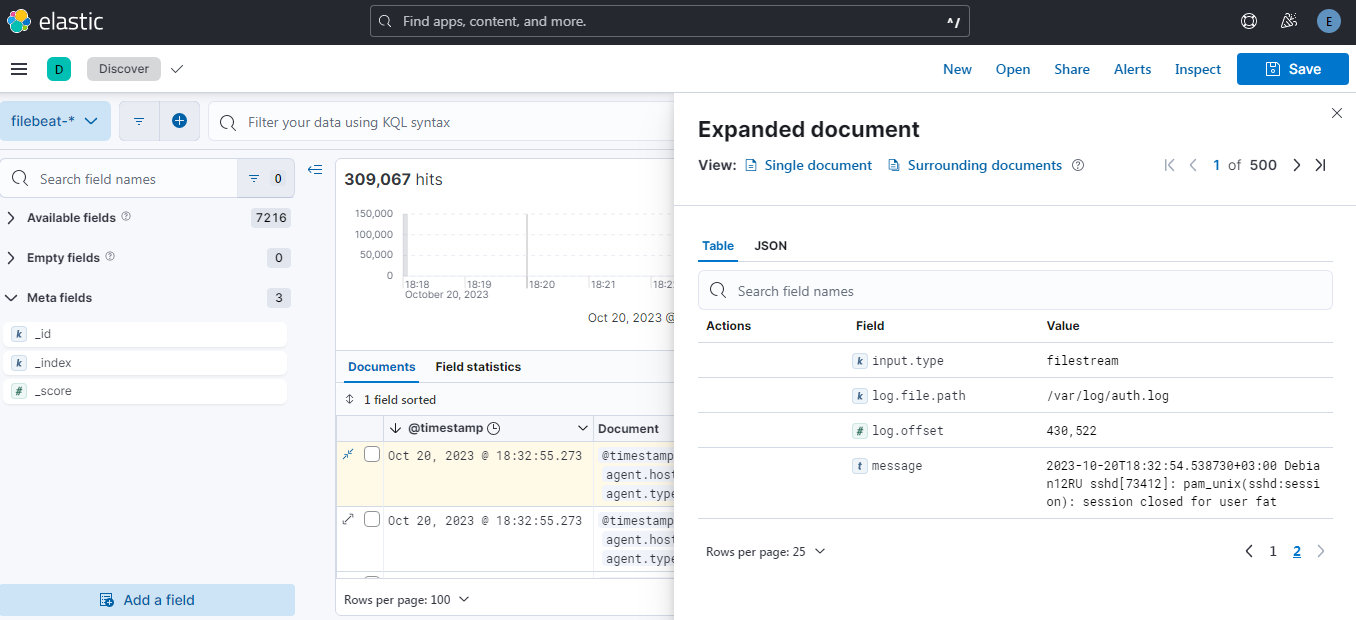 elastic
Find apps, content, and more.
^/
E
D
Discover
New
Open
Share
Alerts
Inspect
Save
filebeat-*
Filter your data using KQL syntax
Search field names
0
Available fields
7216
Empty fields
0
Meta fields
3
k _id
k _index
# _score
Add a field
309,067 hits
150,000
100,000
50,000
0
18:18
18:19
18:20
18:21
October 20, 2023
Oct 20, 2023 @
Documents
Field statistics
1 field sorted
@timestamp
Document
Oct 20, 2023 @ 18:32:55.273
@timestamp
agent.host
agent.type
Oct 20, 2023 @ 18:32:55.273
@timestamp
agent.host
agent.type
Rows per page: 100
Expanded document
View:
Single document
Surrounding documents
1 of 500
Table
JSON
Search field names
Actions
Field
Value
k input.type
filestream
k log.file.path
/var/log/auth.log
# log.offset
430,522
t message
2023-10-20T18:32:54.538730+03:00 Debia
n12RU sshd[73412]: pam_unix(sshd:sessi
on): session closed for user fat
Rows per page: 25
1
2